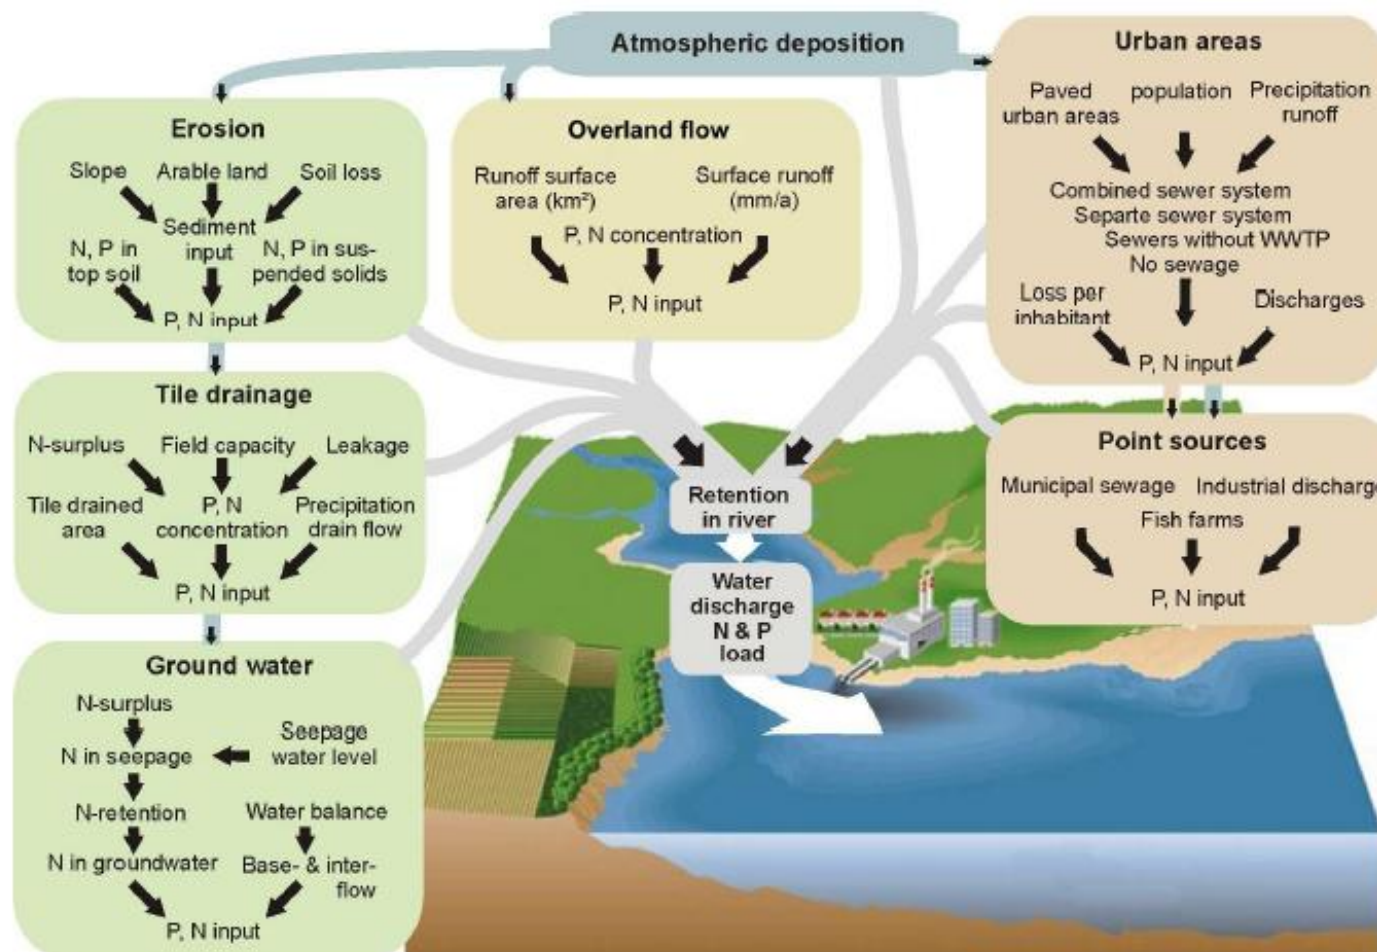 Atmospheric deposition
Erosion
Slope
Arable land
Soil loss
Sediment
input
N, P in
top soil
N, P in sus-
pended solids
P, N input
Tile drainage
N-surplus
Field capacity
Leakage
Tile drained
area
P, N
concentration
Precipitation
drain flow
P, N input
Ground water
N-surplus
N in seepage
Seepage
water level
N-retention
Water balance
N in groundwater
Base- & inter-
flow
P, N input
Overland flow
Runoff surface
area (km²)
Surface runoff
(mm/a)
P, N concentration
P, N input
Retention
in river
Water
discharge
N & P
load
Urban areas
Paved
urban areas
population
Precipitation
runoff
Combined sewer system
Separte sewer system
Sewers without WWTP
No sewage
Loss per
inhabitant
Discharges
P, N input
Point sources
Municipal sewage
Industrial discharge
Fish farms
P, N input